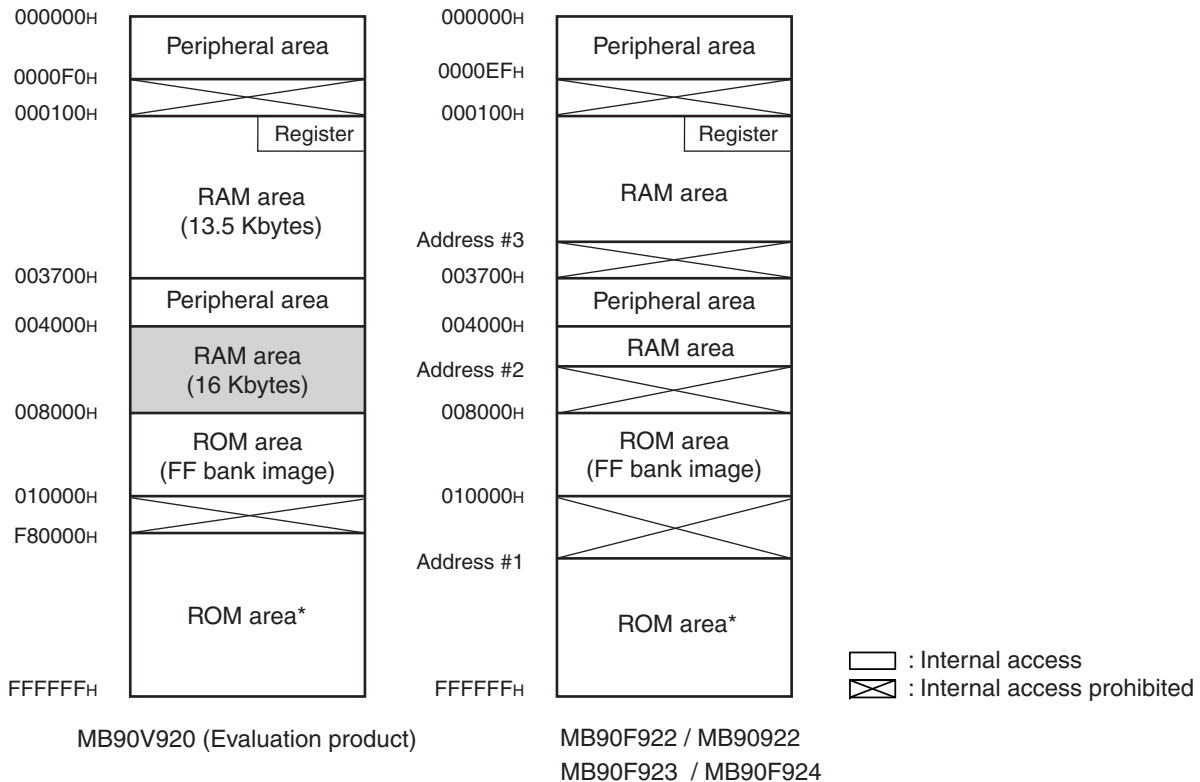 000000H
Peripheral area
0000F0H
000100H
Register
RAM area
(13.5 Kbytes)
003700H
Peripheral area
004000H
RAM area
(16 Kbytes)
008000H
ROM area
(FF bank image)
010000H
F80000H
ROM area*
FFFFFFH
MB90V920 (Evaluation product)
000000H
Peripheral area
0000EFH
000100H
Register
RAM area
Address #3
003700H
Peripheral area
004000H
RAM area
Address #2
008000H
ROM area
(FF bank image)
010000H
Address #1
ROM area*
FFFFFFH
MB90F922 / MB90922
MB90F923 / MB90F924
: Internal access
: Internal access prohibited